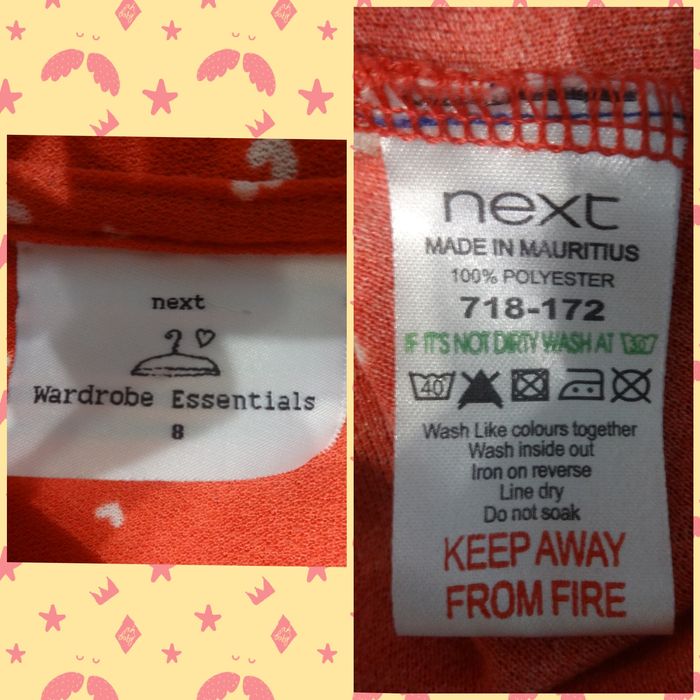 next
Wardrobe Essentials
8
next
MADE IN MAURITIUS
100% POLYESTER
718-172
IF IT'S NOT DIRTY WASH AT 30°
40°
Wash Like colours together
Wash inside out
Iron on reverse
Line dry
Do not soak
KEEP AWAY
FROM FIRE